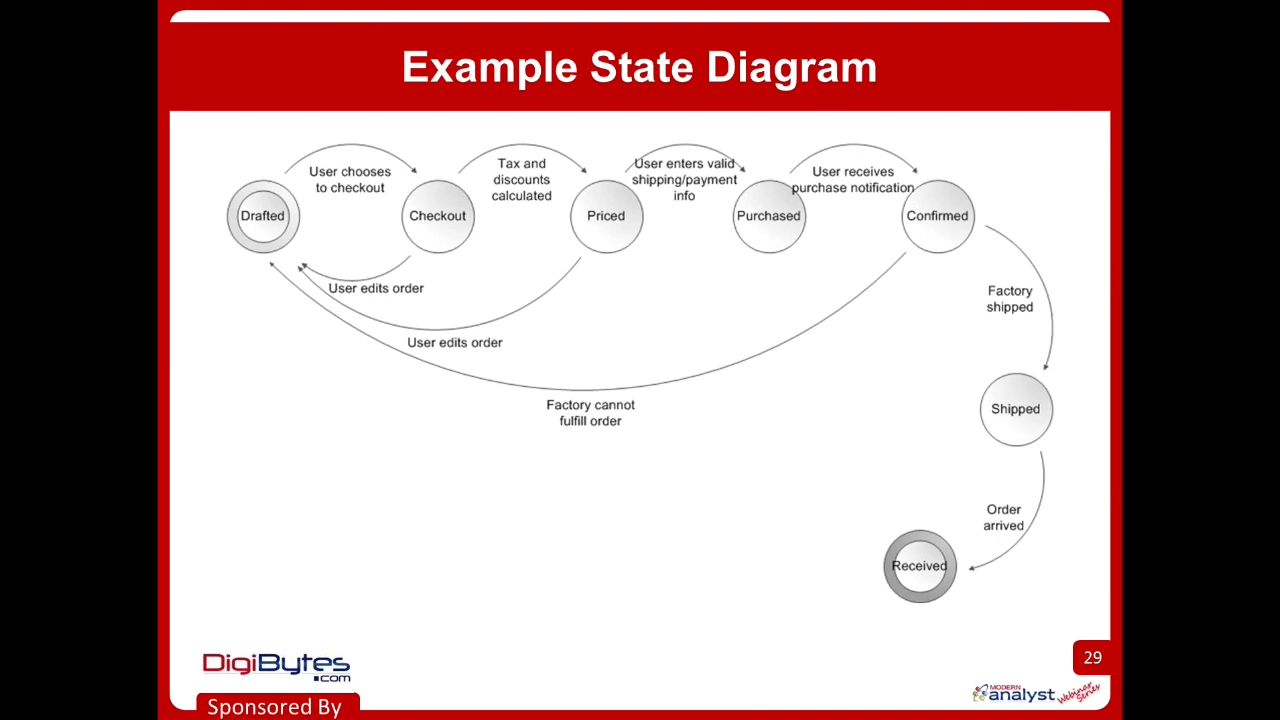 Example State Diagram
User chooses
to checkout
Tax and
discounts
calculated
User enters valid
shipping/payment
info
User receives
purchase notification
Drafted
Checkout
Priced
Purchased
Confirmed
User edits order
User edits order
Factory cannot
fulfill order
Factory
shipped
Shipped
Order
arrived
Received
29
DigiBytes
.com
MODERN
analyst
Webinar
Series
Sponsored By